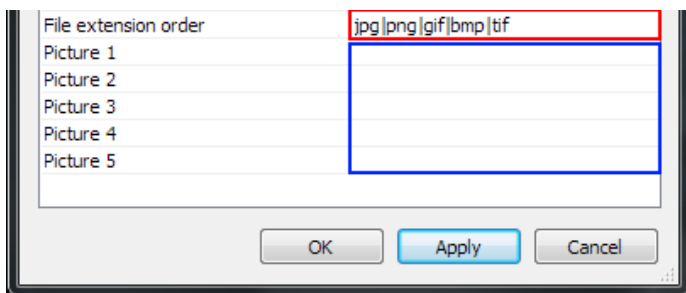 File extension order jpg|png|gif|bmp|tif
Picture 1
Picture 2
Picture 3
Picture 4
Picture 5
OK Apply Cancel